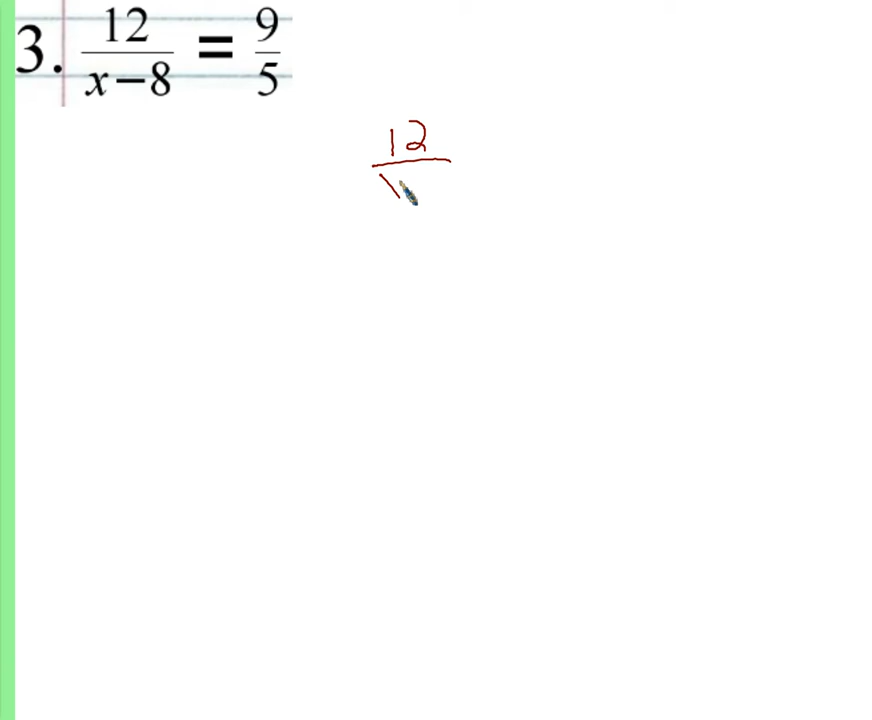 3. 12/(x−8) = 9/5
12